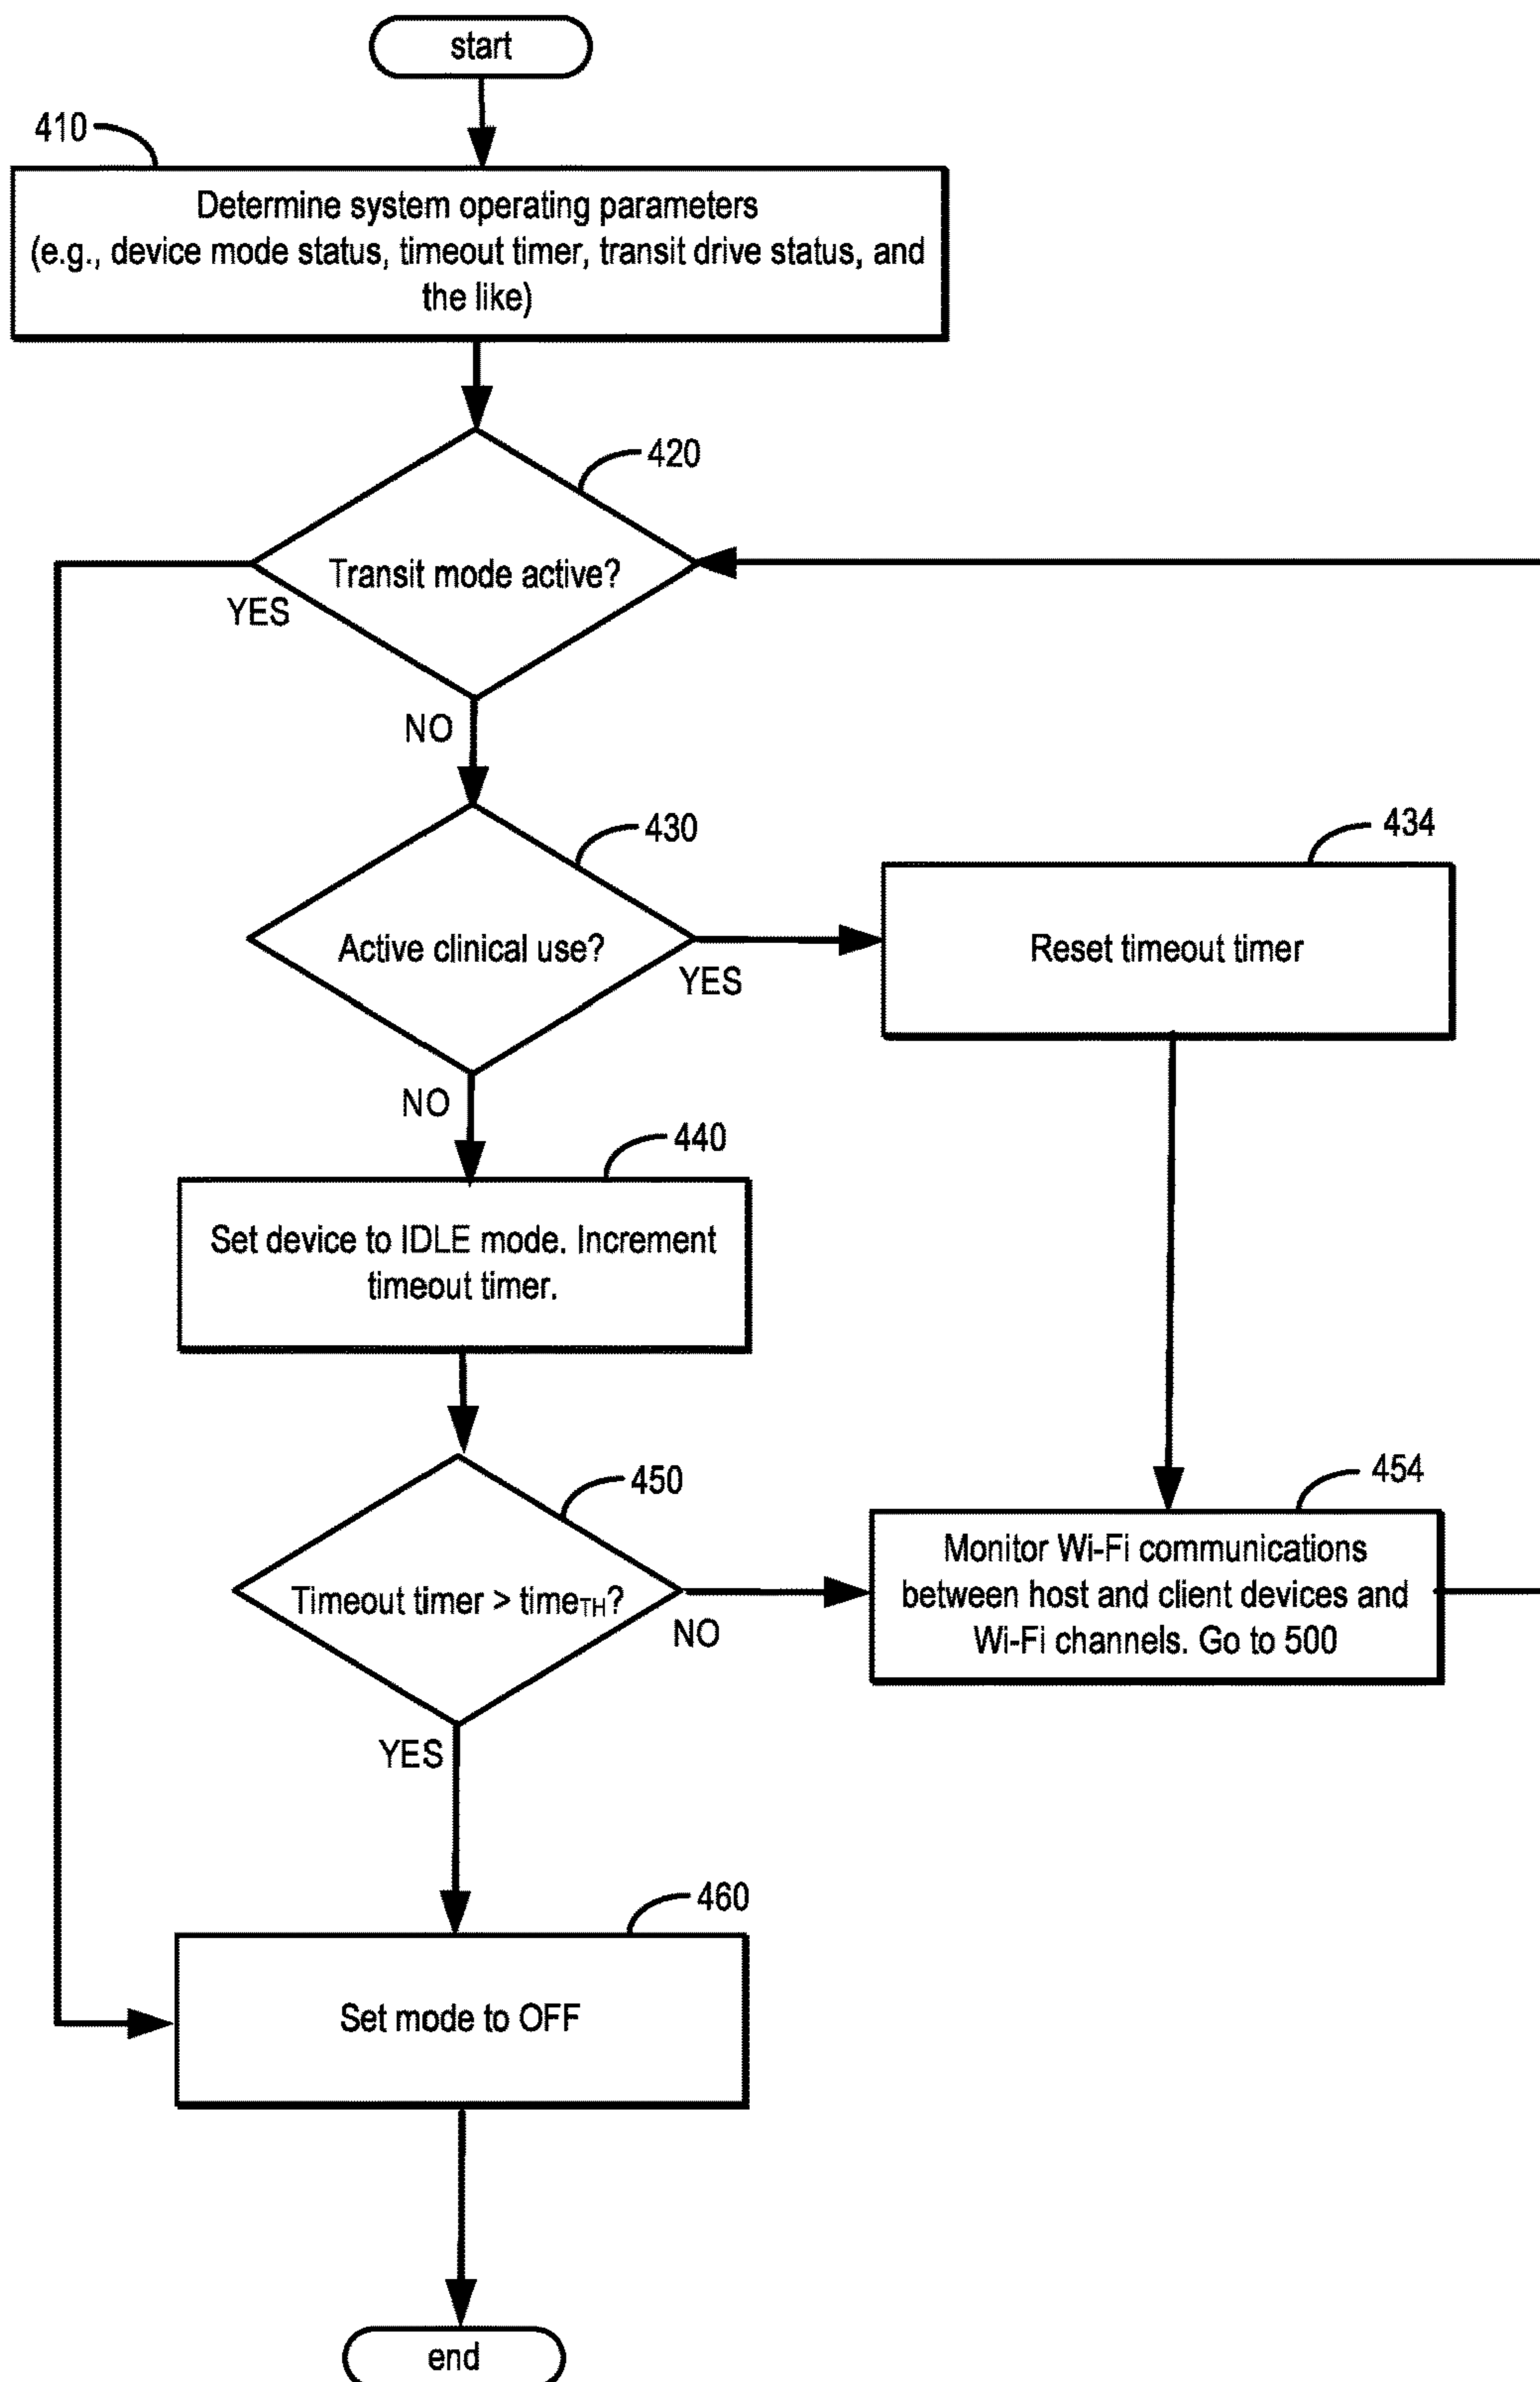 start
410
Determine system operating parameters
(e.g., device mode status, timeout timer, transit drive status, and
the like)
420
Transit mode active?
YES
NO
430
434
Active clinical use?
Reset timeout timer
YES
NO
440
Set device to IDLE mode. Increment
timeout timer.
450
454
Timeout timer > timeTH?
NO
Monitor Wi-Fi communications
between host and client devices and
Wi-Fi channels. Go to 500
YES
460
Set mode to OFF
end